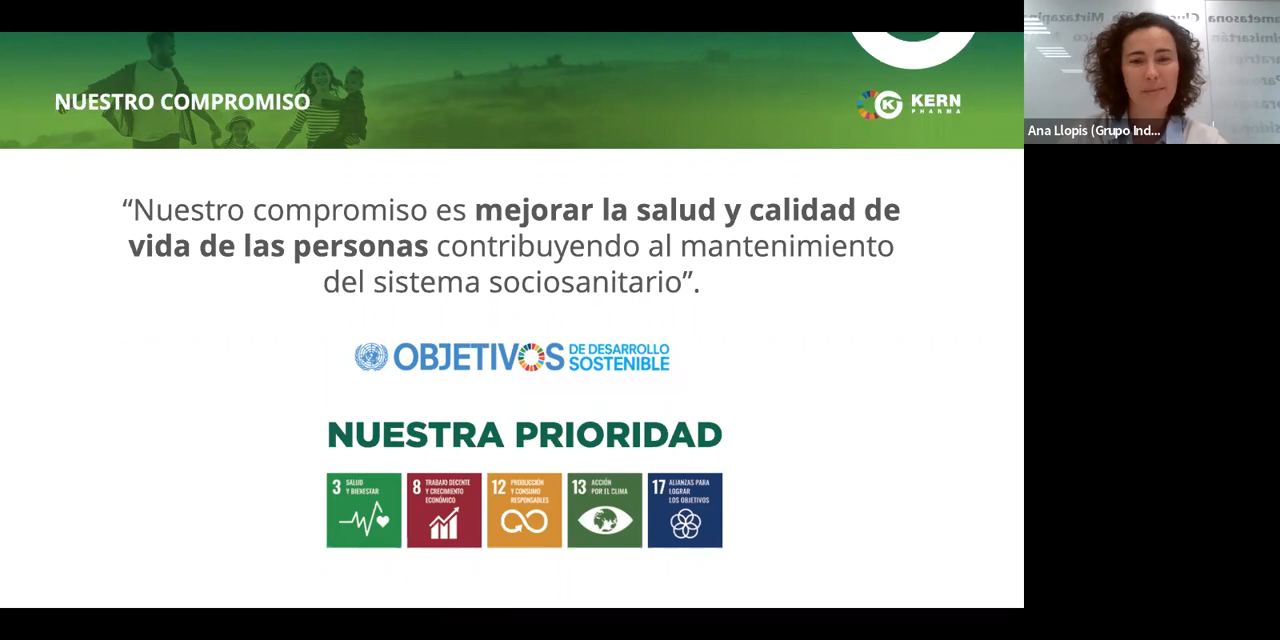 NUESTRO COMPROMISO
KERN
PHARMA
“Nuestro compromiso es mejorar la salud y calidad de
vida de las personas contribuyendo al mantenimiento
del sistema sociosanitario”.
OBJETIVOS
DE DESARROLLO
SOSTENIBLE
NUESTRA PRIORIDAD
3 SALUD
Y BIENESTAR
8 TRABAJO DECENTE
Y CRECIMIENTO
ECONÓMICO
12 PRODUCCIÓN
Y CONSUMO
RESPONSABLES
13 ACCIÓN
POR EL CLIMA
17 ALIANZAS PARA
LOGRAR
LOS OBJETIVOS
Ana Llopis (Grupo Ind...